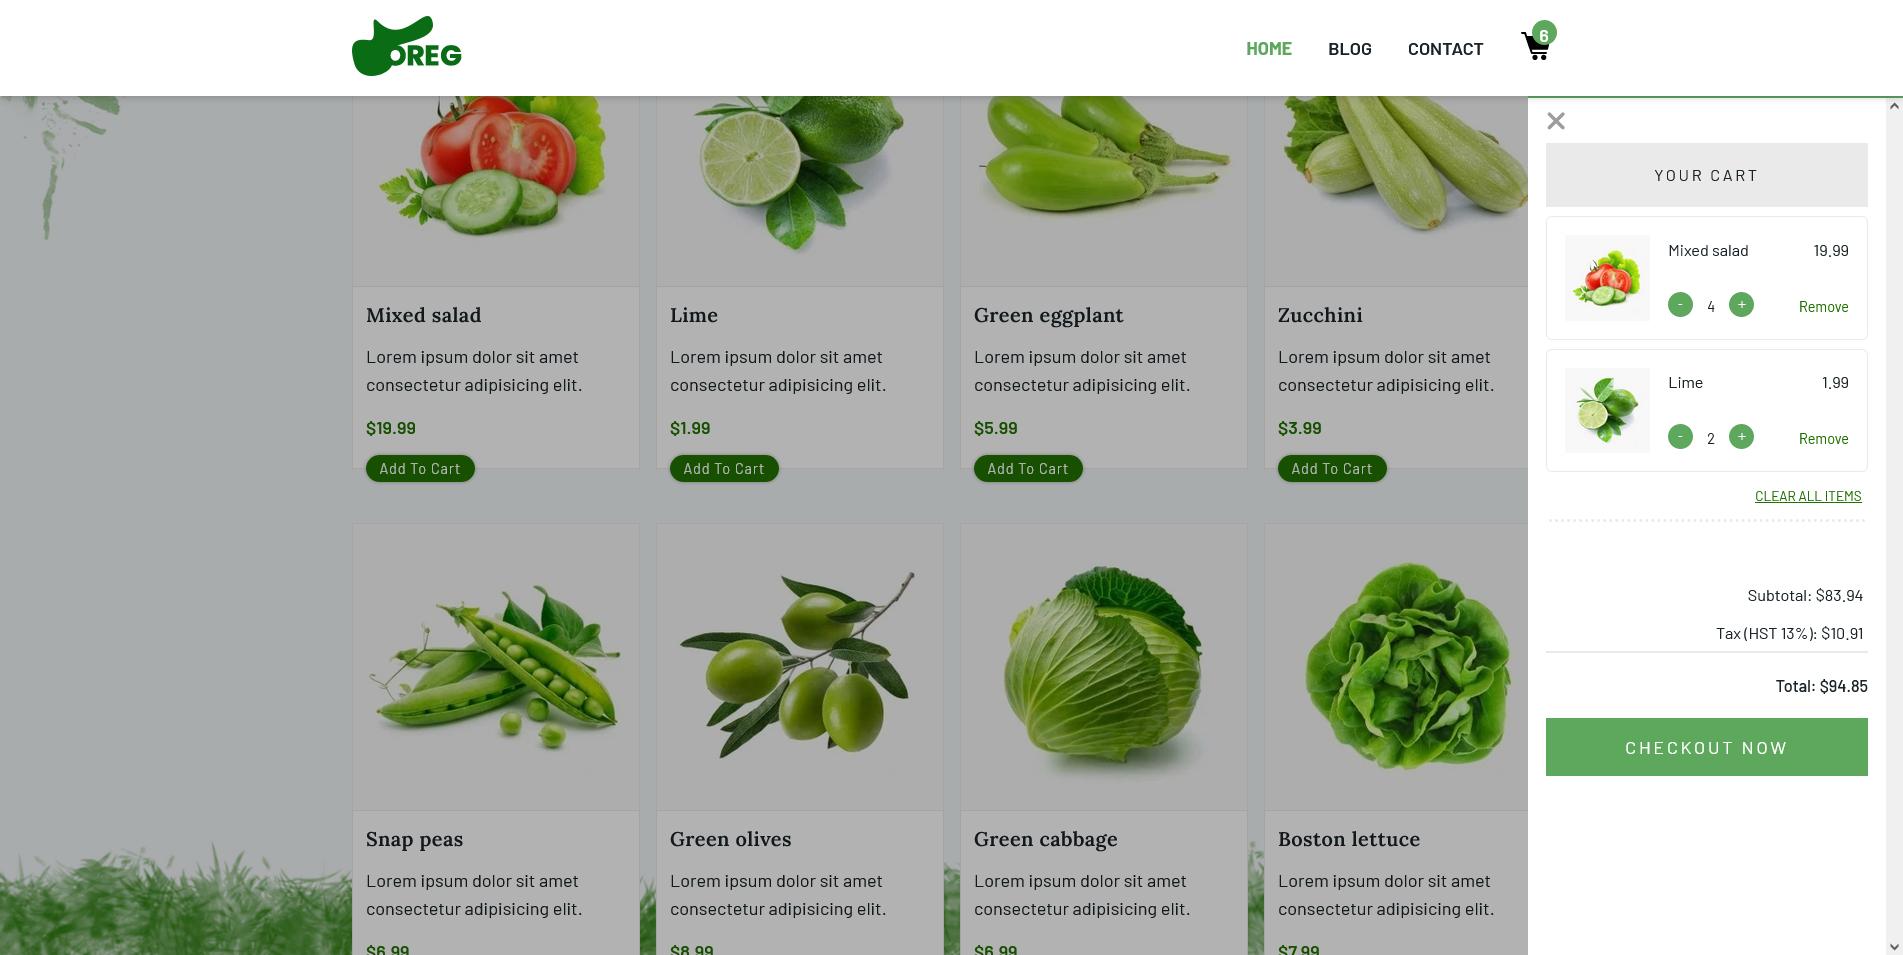 OREG
HOME BLOG CONTACT 6
YOUR CART
Mixed salad 19.99
- 4 + Remove
Lime 1.99
- 2 + Remove
CLEAR ALL ITEMS
Subtotal: $83.94
Tax (HST 13%): $10.91
Total: $94.85
CHECKOUT NOW
Mixed salad
Lorem ipsum dolor sit amet
consectetur adipisicing elit.
$19.99
Add To Cart
Lime
Lorem ipsum dolor sit amet
consectetur adipisicing elit.
$1.99
Add To Cart
Green eggplant
Lorem ipsum dolor sit amet
consectetur adipisicing elit.
$5.99
Add To Cart
Zucchini
Lorem ipsum dolor sit amet
consectetur adipisicing elit.
$3.99
Add To Cart
Snap peas
Lorem ipsum dolor sit amet
consectetur adipisicing elit.
$6.99
Green olives
Lorem ipsum dolor sit amet
consectetur adipisicing elit.
$8.99
Green cabbage
Lorem ipsum dolor sit amet
consectetur adipisicing elit.
$6.99
Boston lettuce
Lorem ipsum dolor sit amet
consectetur adipisicing elit.
$7.99